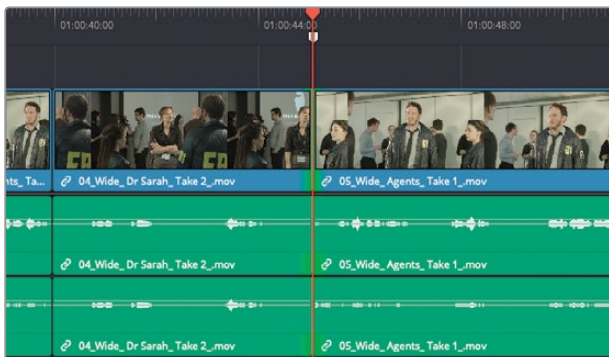 01:00:40:00 01:00:44:00 01:00:48:00
nts_Ta... 04_Wide_ Dr Sarah_ Take 2_.mov 05_Wide_ Agents_ Take 1_.mov
04_Wide_ Dr Sarah_ Take 2_.mov 05_Wide_ Agents_ Take 1_.mov
04_Wide_ Dr Sarah_ Take 2_.mov 05_Wide_ Agents_ Take 1_.mov